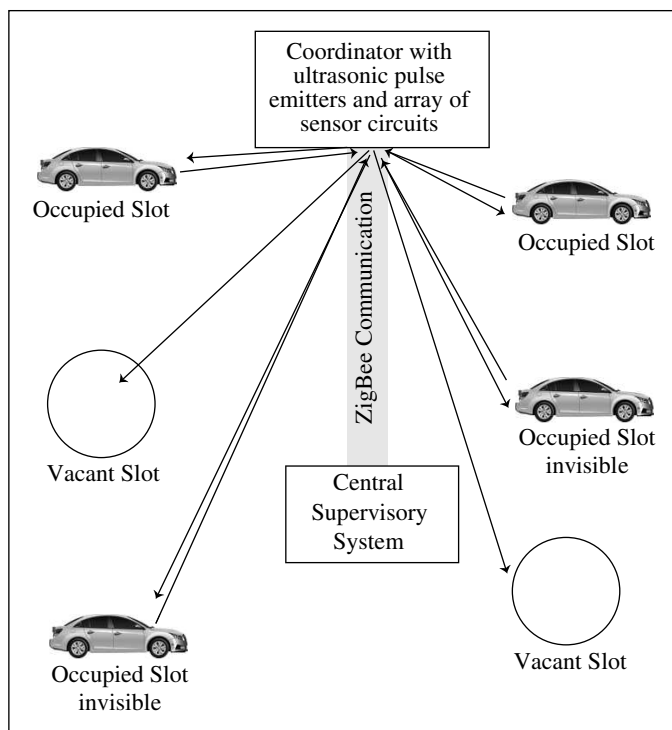 Coordinator with
ultrasonic pulse
emitters and array of
sensor circuits
Occupied Slot
Occupied Slot
ZigBee Communication
Vacant Slot
Occupied Slot
invisible
Central
Supervisory
System
Occupied Slot
invisible
Vacant Slot